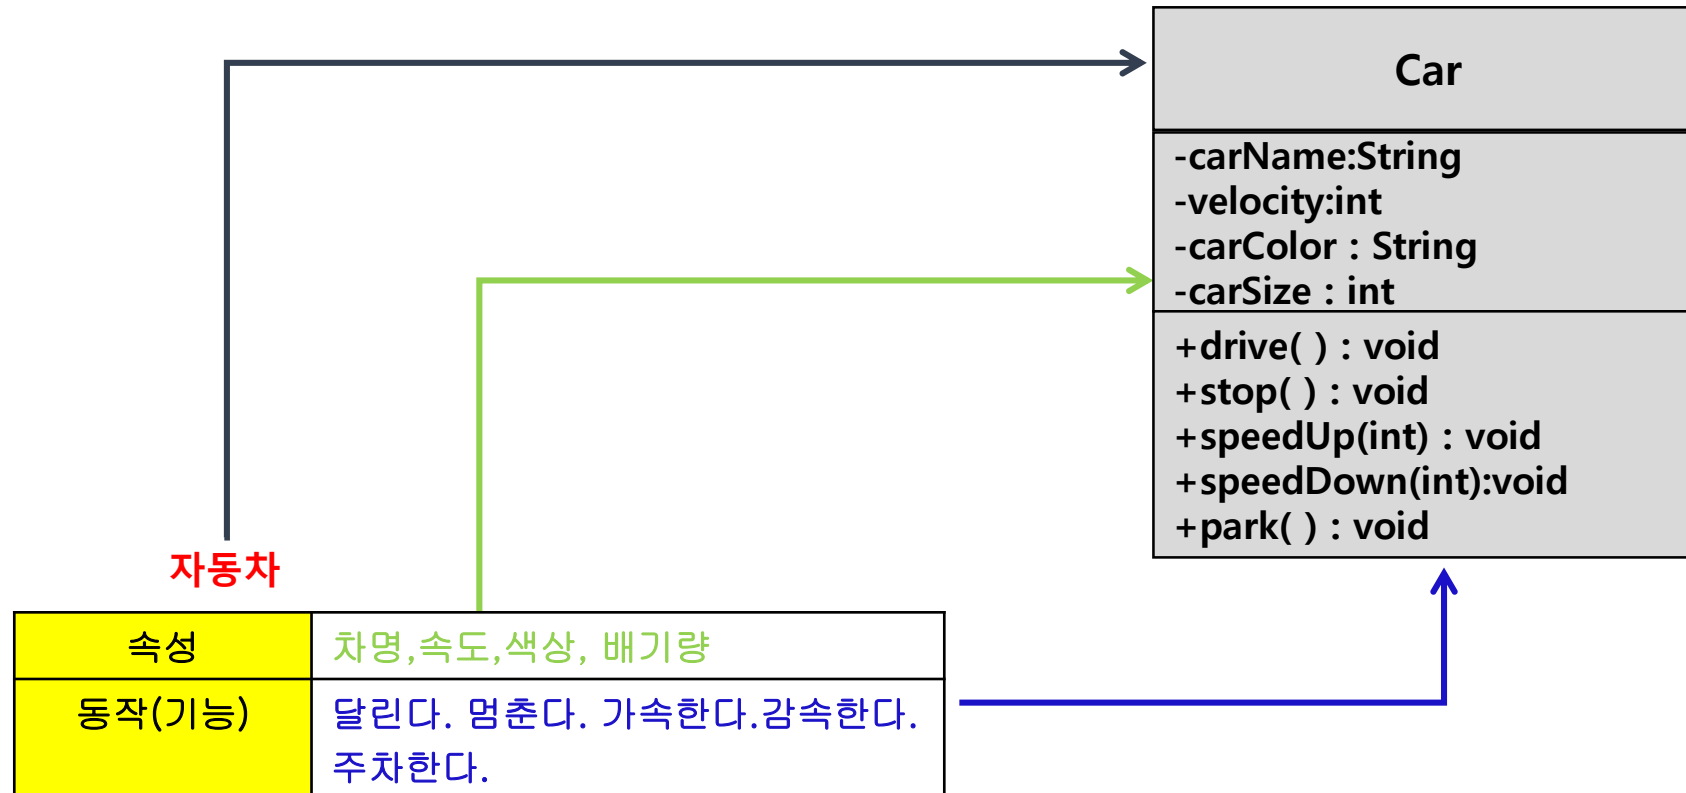 Car
-carName:String
-velocity:int
-carColor : String
-carSize : int
+drive( ) : void
+stop( ) : void
+speedUp(int) : void
+speedDown(int):void
+park( ) : void
자동차
속성 차명,속도,색상, 배기량
동작(기능) 달린다. 멈춘다. 가속한다.감속한다.
주차한다.